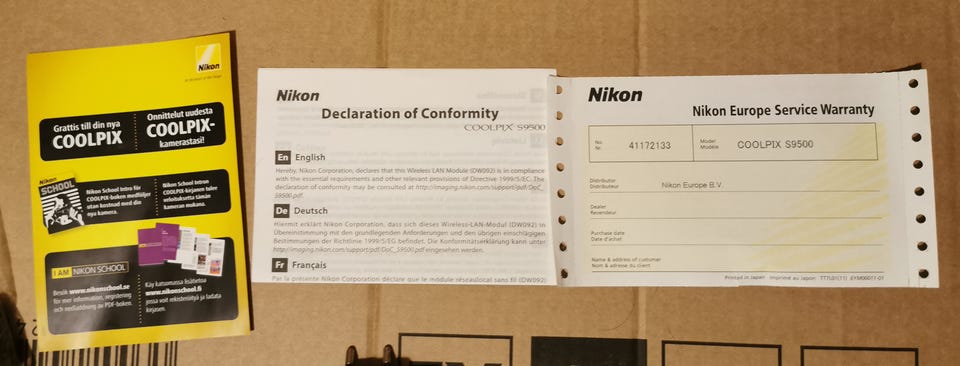 Nikon
Grattis till din nya
COOLPIX
Onnittelut uudesta
COOLPIX-
kamerastasi!
Nikon
SCHOOL
Nikon School Intro för
COOLPIX-boken medföljer
utan kostnad med din
nya kamera.
Nikon School Intron
COOLPIX-kirjanen tulee
veloituksetta tämän
kameran mukana.
I AM NIKON SCHOOL
Besök www.nikonschool.se
för mer information, registrering
och nedladdning av PDF-boken.
Käy katsomassa lisätietoa
www.nikonschool.fi
jossa voit rekisteröityä ja ladata
kirjasen.
Nikon
Declaration of Conformity
COOLPIX S9500
En English
Hereby, Nikon Corporation, declares that this Wireless LAN Module (DW092) is in compliance
with the essential requirements and other relevant provisions of Directive 1999/5/EC. The
declaration of conformity may be consulted at http://imaging.nikon.com/support/pdf/DoC_
S9500.pdf.
De Deutsch
Hiermit erklärt Nikon Corporation, dass sich dieses Wireless-LAN-Modul (DW092) in
Übereinstimmung mit den grundlegenden Anforderungen und den übrigen einschlägigen
Bestimmungen der Richtlinie 1999/5/EG befindet. Die Konformitätserklärung kann unter
http://imaging.nikon.com/support/pdf/DoC_S9500.pdf eingesehen werden.
Fr Français
Par la présente Nikon Corporation déclare que le module réseau local sans fil (DW092)
Nikon
Nikon Europe Service Warranty
No.
Nr.
41172133
Model
Modèle
COOLPIX S9500
Distributor
Distributeur
Nikon Europe B.V.
Dealer
Revendeur
Purchase date
Date d'achat
Name & address of customer
Nom & adresse du client
Printed in Japan Imprimé au Japon TT7L01(11) 6YM00011-01